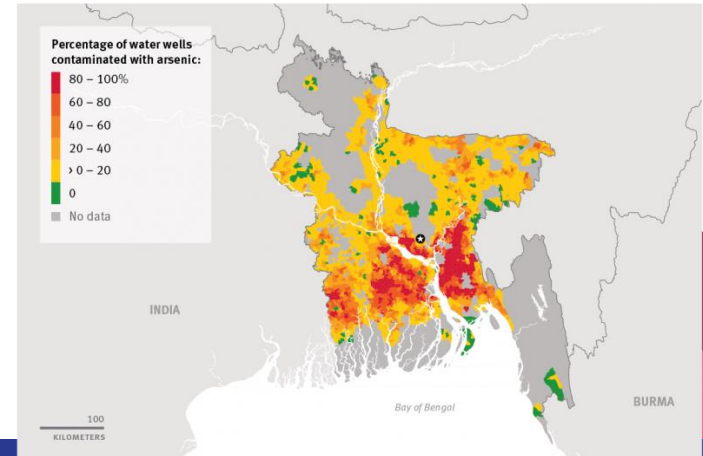 Percentage of water wells
contaminated with arsenic:
80 – 100%
60 – 80
40 – 60
20 – 40
› 0 – 20
0
No data
INDIA
BURMA
Bay of Bengal
100
KILOMETERS